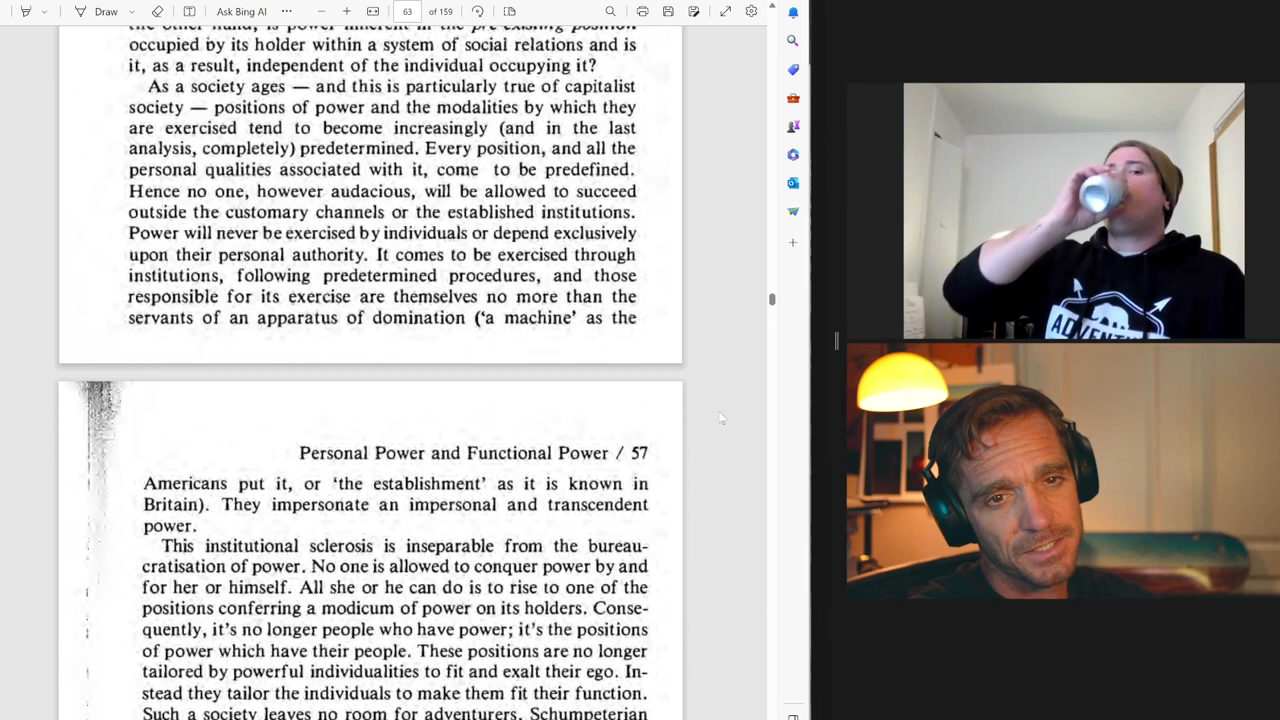 Draw
Ask Bing AI
63
of 159
the other hand, is power inherent in the pre-existing position
occupied by its holder within a system of social relations and is
it, as a result, independent of the individual occupying it?
As a society ages — and this is particularly true of capitalist
society — positions of power and the modalities by which they
are exercised tend to become increasingly (and in the last
analysis, completely) predetermined. Every position, and all the
personal qualities associated with it, come to be predefined.
Hence no one, however audacious, will be allowed to succeed
outside the customary channels or the established institutions.
Power will never be exercised by individuals or depend exclusively
upon their personal authority. It comes to be exercised through
institutions, following predetermined procedures, and those
responsible for its exercise are themselves no more than the
servants of an apparatus of domination (‘a machine’ as the
Personal Power and Functional Power / 57
Americans put it, or ‘the establishment’ as it is known in
Britain). They impersonate an impersonal and transcendent
power.
This institutional sclerosis is inseparable from the bureau-
cratisation of power. No one is allowed to conquer power by and
for her or himself. All she or he can do is to rise to one of the
positions conferring a modicum of power on its holders. Conse-
quently, it's no longer people who have power; it's the positions
of power which have their people. These positions are no longer
tailored by powerful individualities to fit and exalt their ego. In-
stead they tailor the individuals to make them fit their function.
Such a society leaves no room for adventurers. Schumpeterian